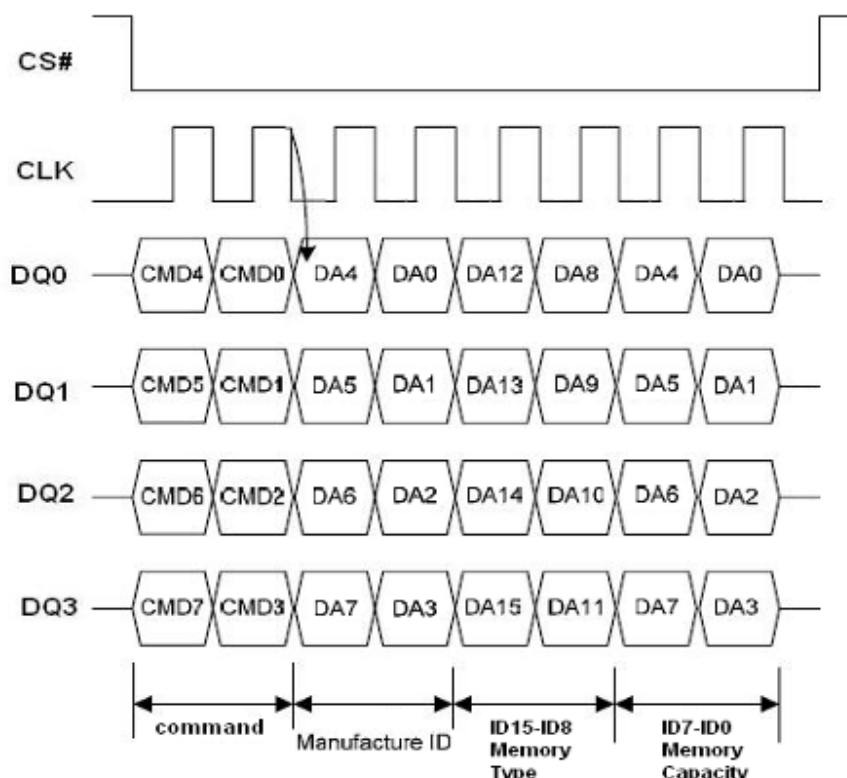 CS#
CLK
DQ0 CMD4 CMD0 DA4 DA0 DA12 DA8 DA4 DA0
DQ1 CMD5 CMD1 DA5 DA1 DA13 DA9 DA5 DA1
DQ2 CMD6 CMD2 DA6 DA2 DA14 DA10 DA6 DA2
DQ3 CMD7 CMD3 DA7 DA3 DA15 DA11 DA7 DA3
command
Manufacture ID
ID15-ID8
Memory
Type
ID7-ID0
Memory
Capacity